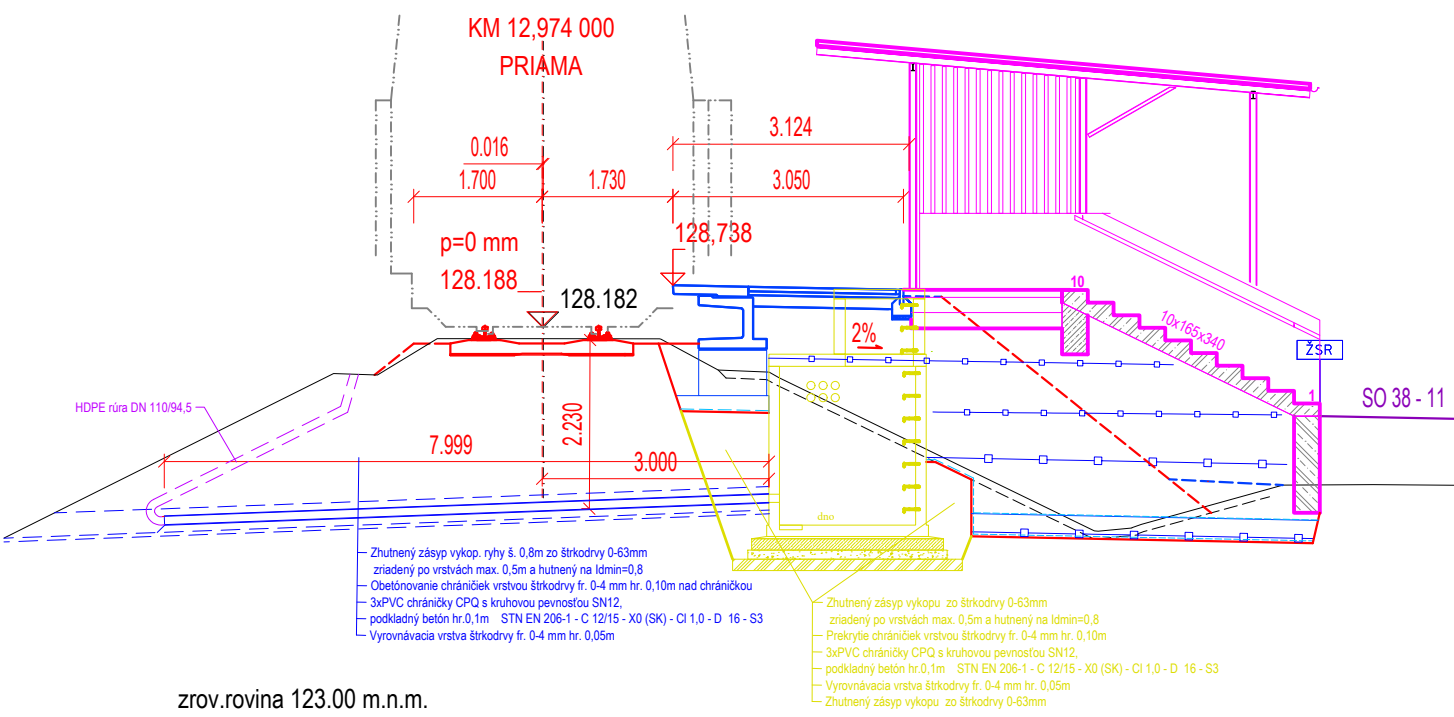 KM 12,974 000
PRIAMA
3.124
0.016
1.700
1.730
3.050
p=0 mm
128,738
128.188
128.182
10
2%
10x165x340
ŽSR
1
SO 38 - 11
HDPE rúra DN 110/94,5
2.230
7.999
3.000
dno
Zhutnený zásyp vykop. ryhy š. 0,8m zo štrkodrvy 0-63mm
zriadený po vrstvách max. 0,5m a hutnený na Idmin=0,8
Obetónovanie chráničiek vrstvou štrkodrvy fr. 0-4 mm hr. 0,10m nad chráničkou
3xPVC chráničky CPQ s kruhovou pevnosťou SN12,
podkladný betón hr.0,1m STN EN 206-1 - C 12/15 - X0 (SK) - Cl 1,0 - D 16 - S3
Vyrovnávacia vrstva štrkodrvy fr. 0-4 mm hr. 0,05m
Zhutnený zásyp vykopu zo štrkodrvy 0-63mm
zriadený po vrstvách max. 0,5m a hutnený na Idmin=0,8
Prekrytie chráničiek vrstvou štrkodrvy fr. 0-4 mm hr. 0,10m
3xPVC chráničky CPQ s kruhovou pevnosťou SN12,
podkladný betón hr.0,1m STN EN 206-1 - C 12/15 - X0 (SK) - Cl 1,0 - D 16 - S3
Vyrovnávacia vrstva štrkodrvy fr. 0-4 mm hr. 0,05m
Zhutnený zásyp vykopu zo štrkodrvy 0-63mm
zrov.rovina 123.00 m.n.m.